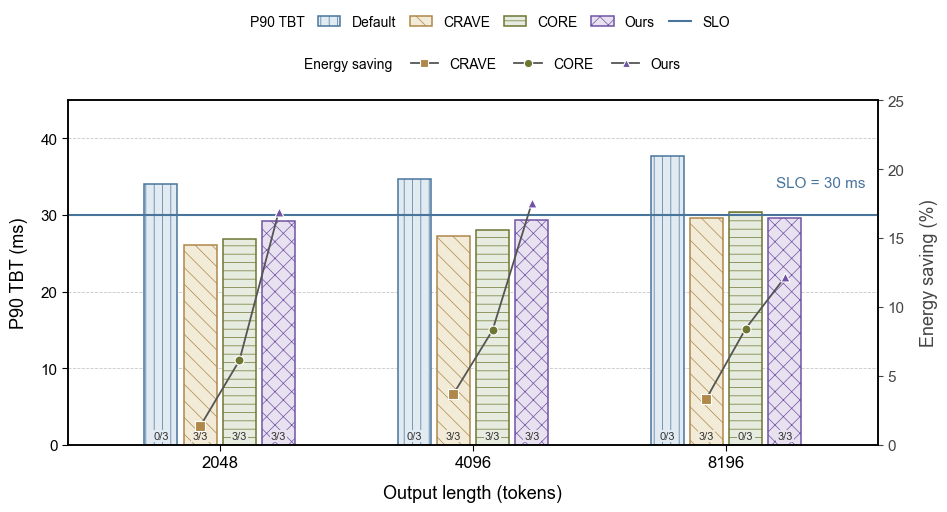 P90 TBT Default CRAVE CORE Ours SLO
Energy saving CRAVE CORE Ours
40
30
20
10
0
P90 TBT (ms)
25
20
15
10
5
0
Energy saving (%)
SLO = 30 ms
0/3 3/3 3/3 3/3 0/3 3/3 3/3 3/3 0/3 3/3 0/3 3/3
2048 4096 8196
Output length (tokens)